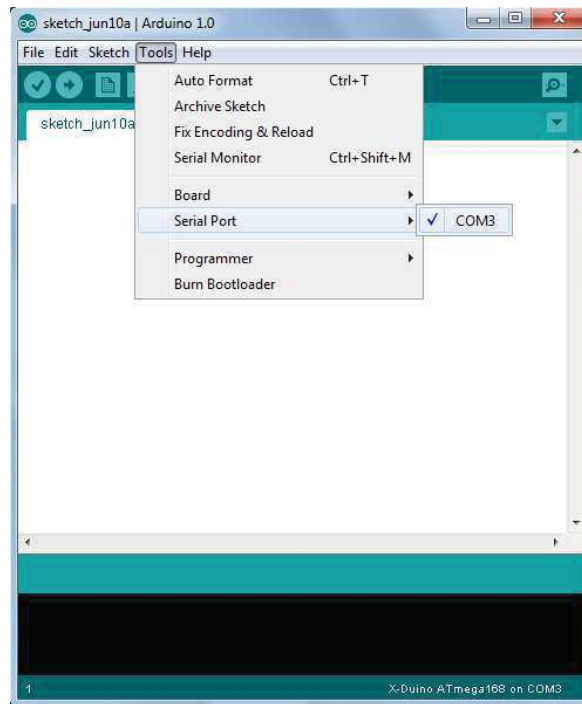 sketch_jun10a | Arduino 1.0
File Edit Sketch Tools Help
sketch_jun10a
Auto Format Ctrl+T
Archive Sketch
Fix Encoding & Reload
Serial Monitor Ctrl+Shift+M
Board
Serial Port
COM3
Programmer
Burn Bootloader
1
X-Duino ATmega168 on COM3